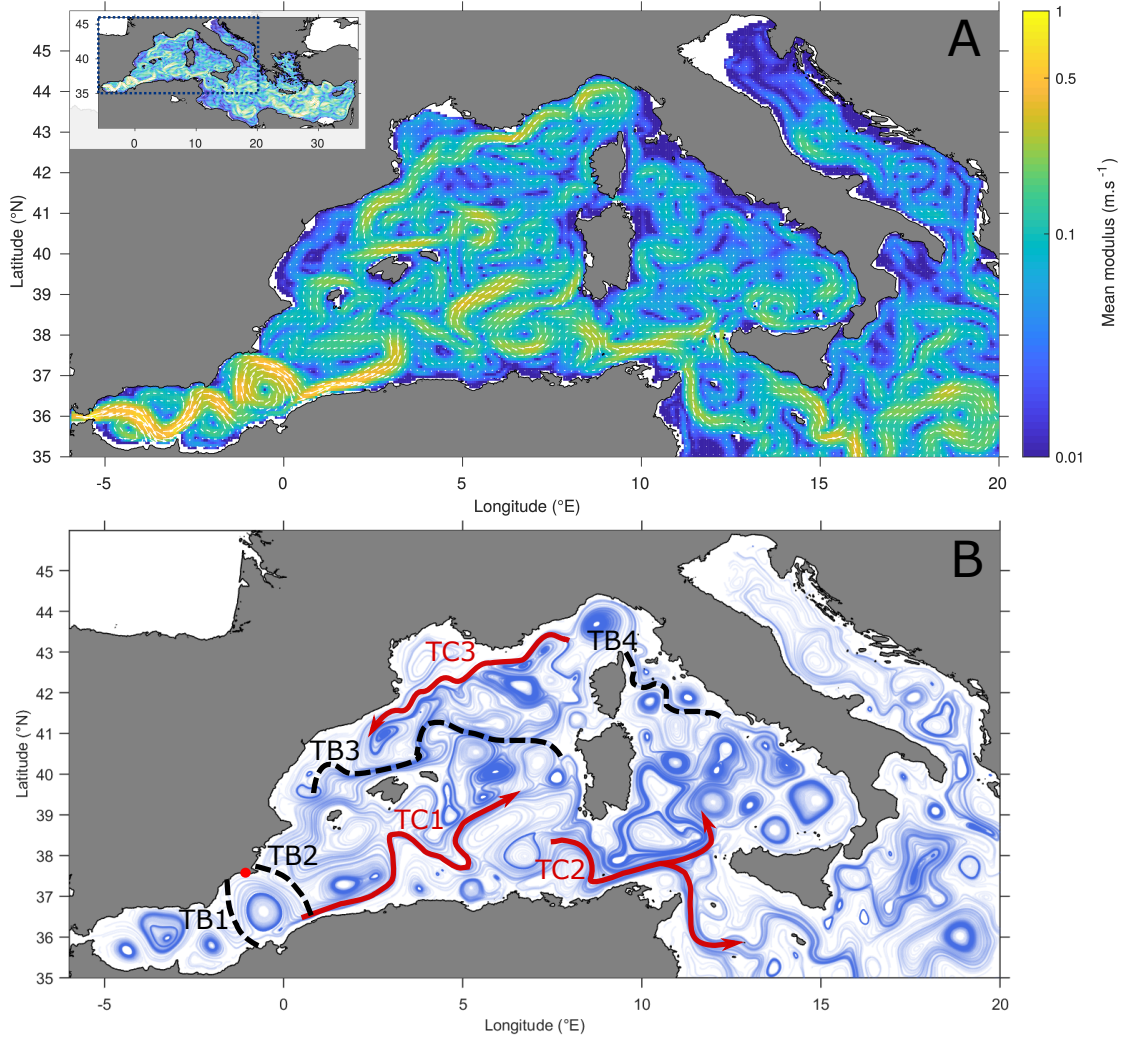 A
45
40
35
0 10 20 30
45
44
43
42
41
40
39
38
37
36
35
Latitude (°N)
-5 0 5 10 15 20
Longitude (°E)
1
0.5
0.1
0.01
Mean modulus (m.s⁻¹)
B
45
44
43
42
41
40
39
38
37
36
35
Latitude (°N)
TB4
TC3
TB3
TC1
TB2
TC2
TB1
-5 0 5 10 15 20
Longitude (°E)